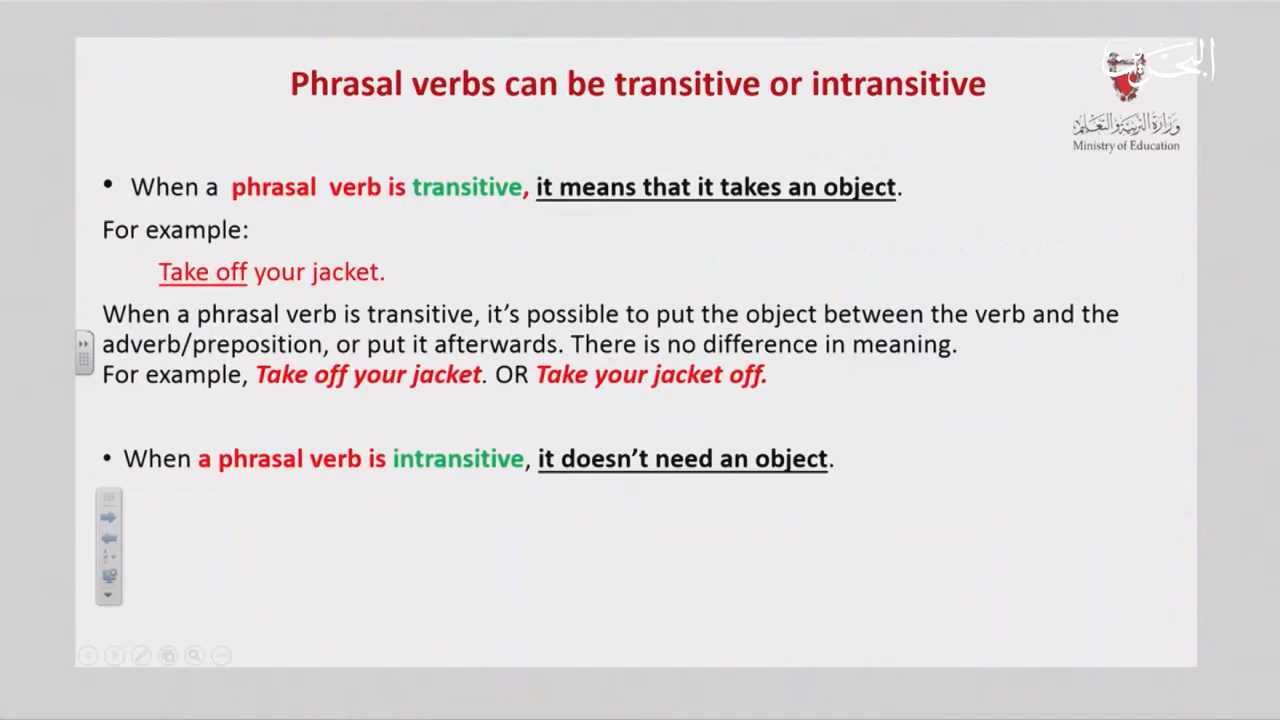 Phrasal verbs can be transitive or intransitive
البحرين
وزارة التربية والتعليم
Ministry of Education
• When a phrasal verb is transitive, it means that it takes an object.
For example:
Take off your jacket.
When a phrasal verb is transitive, it’s possible to put the object between the verb and the
adverb/preposition, or put it afterwards. There is no difference in meaning.
For example, Take off your jacket. OR Take your jacket off.
• When a phrasal verb is intransitive, it doesn’t need an object.